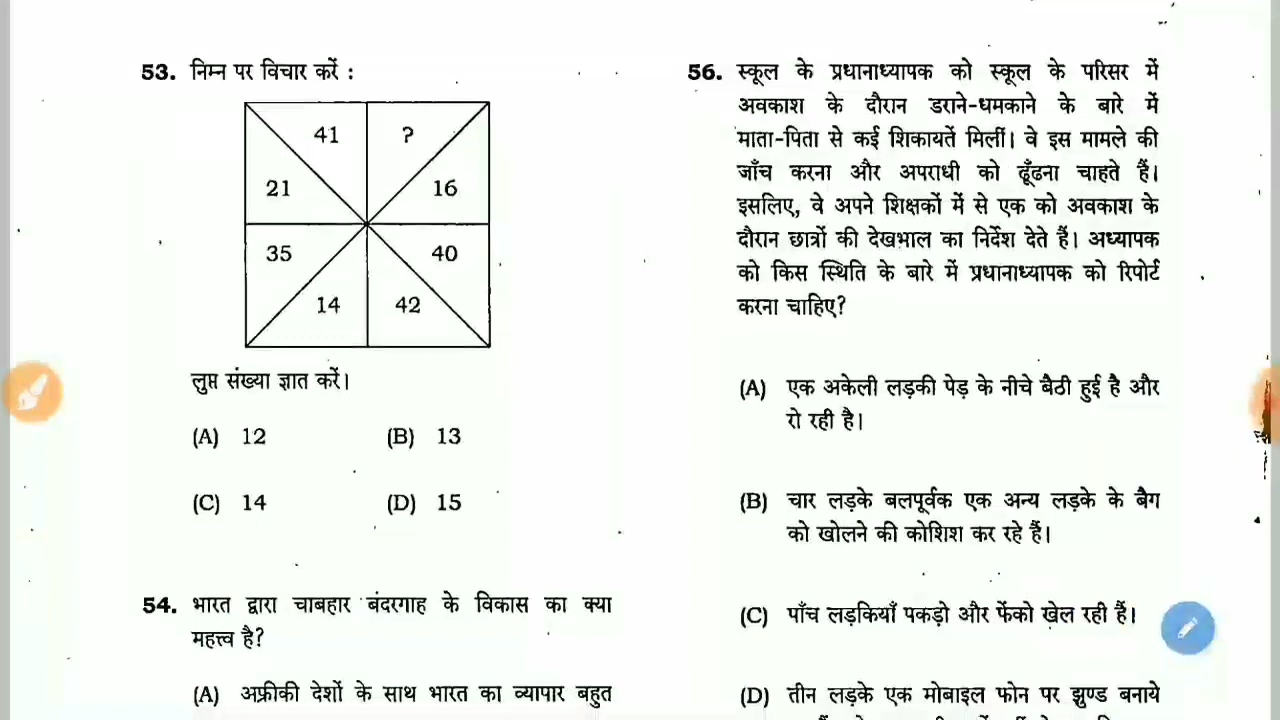 53. निम्न पर विचार करें :
41 ?
21 16
35 40
14 42
लुप्त संख्या ज्ञात करें।
(A) 12 (B) 13
(C) 14 (D) 15
54. भारत द्वारा चाबहार बंदरगाह के विकास का क्या
महत्त्व है?
(A) अफ्रीकी देशों के साथ भारत का व्यापार बहुत
56. स्कूल के प्रधानाध्यापक को स्कूल के परिसर में
अवकाश के दौरान डराने-धमकाने के बारे में
माता-पिता से कई शिकायतें मिलीं। वे इस मामले की
जाँच करना और अपराधी को ढूँढना चाहते हैं।
इसलिए, वे अपने शिक्षकों में से एक को अवकाश के
दौरान छात्रों की देखभाल का निर्देश देते हैं। अध्यापक
को किस स्थिति के बारे में प्रधानाध्यापक को रिपोर्ट
करना चाहिए?
(A) एक अकेली लड़की पेड़ के नीचे बैठी हुई है और
रो रही है।
(B) चार लड़के बलपूर्वक एक अन्य लड़के के बैग
को खोलने की कोशिश कर रहे हैं।
(C) पाँच लड़कियाँ पकड़ो और फेंको खेल रही हैं।
(D) तीन लड़के एक मोबाइल फोन पर झुण्ड बनाये